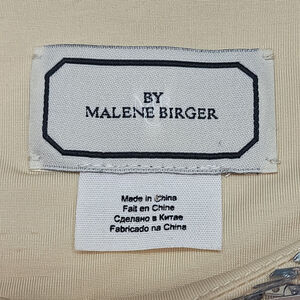 BY
MALENE BIRGER
Made in China
Fait en Chine
Сделано в Китае
Fabricado na China